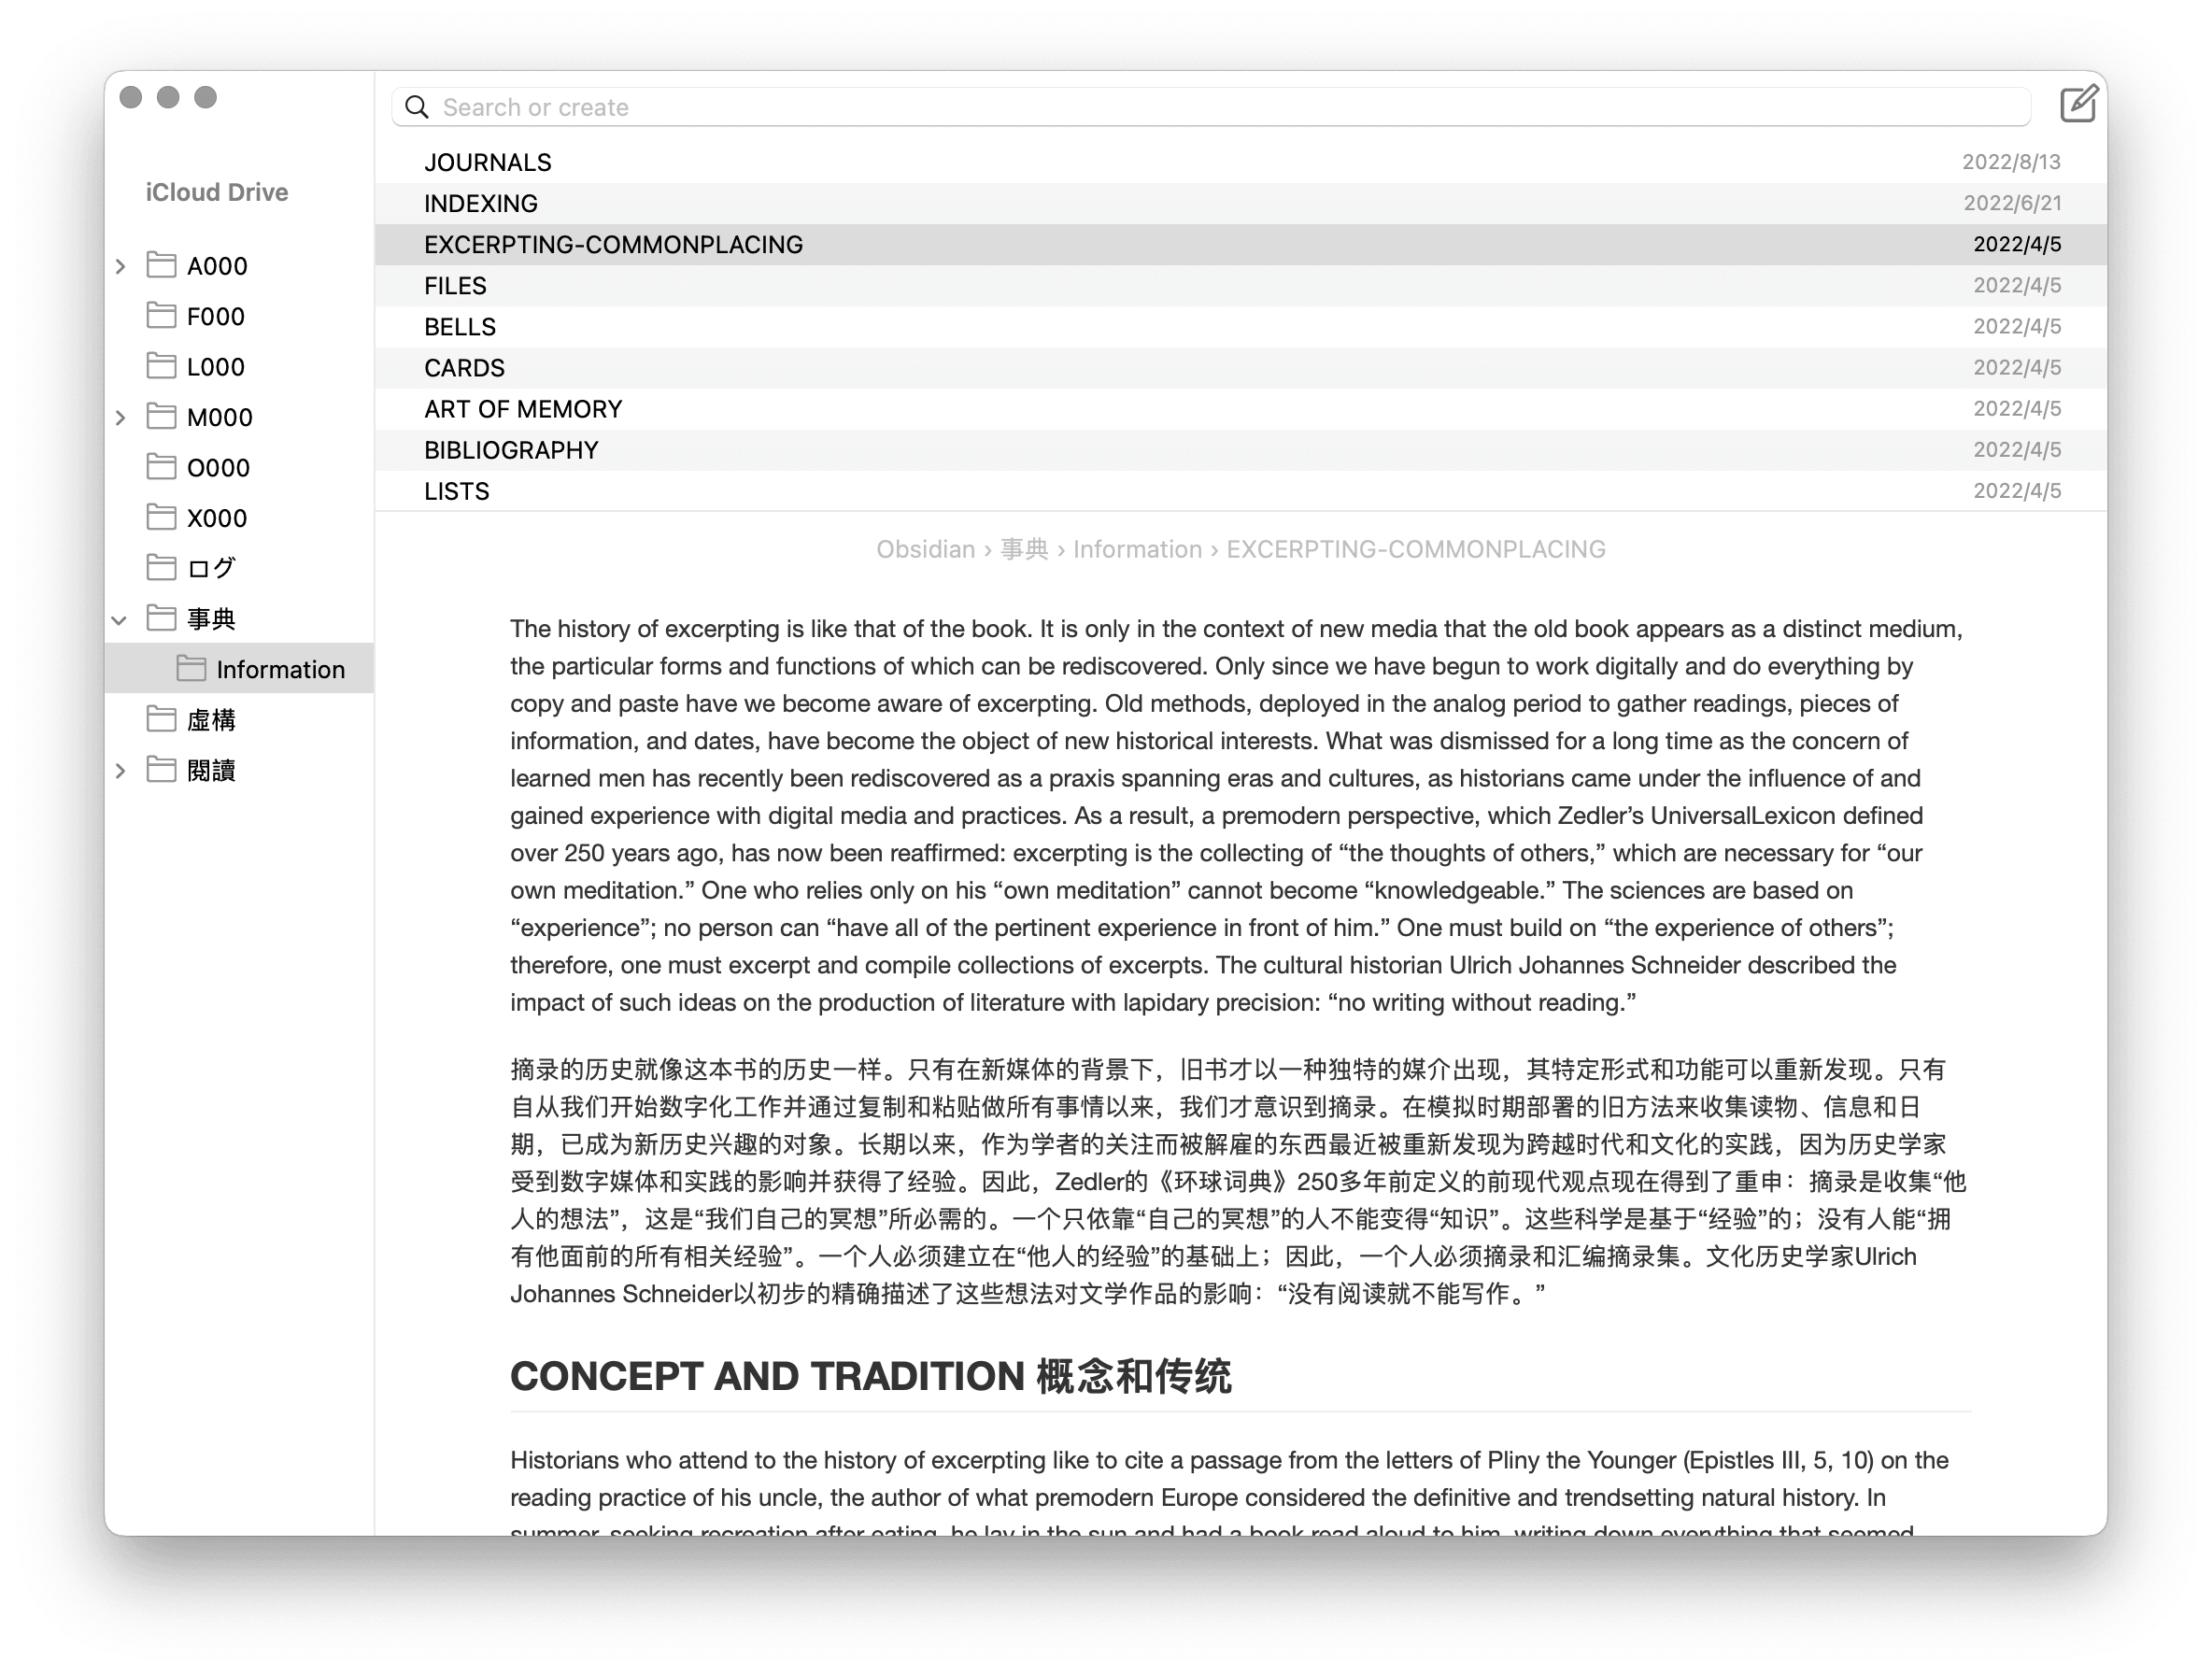 Search or create
iCloud Drive
A000
F000
L000
M000
O000
X000
ログ
事典
Information
虛構
閱讀
JOURNALS 2022/8/13
INDEXING 2022/6/21
EXCERPTING-COMMONPLACING 2022/4/5
FILES 2022/4/5
BELLS 2022/4/5
CARDS 2022/4/5
ART OF MEMORY 2022/4/5
BIBLIOGRAPHY 2022/4/5
LISTS 2022/4/5
Obsidian › 事典 › Information › EXCERPTING-COMMONPLACING
The history of excerpting is like that of the book. It is only in the context of new media that the old book appears as a distinct medium,
the particular forms and functions of which can be rediscovered. Only since we have begun to work digitally and do everything by
copy and paste have we become aware of excerpting. Old methods, deployed in the analog period to gather readings, pieces of
information, and dates, have become the object of new historical interests. What was dismissed for a long time as the concern of
learned men has recently been rediscovered as a praxis spanning eras and cultures, as historians came under the influence of and
gained experience with digital media and practices. As a result, a premodern perspective, which Zedler’s UniversalLexicon defined
over 250 years ago, has now been reaffirmed: excerpting is the collecting of “the thoughts of others,” which are necessary for “our
own meditation.” One who relies only on his “own meditation” cannot become “knowledgeable.” The sciences are based on
“experience”; no person can “have all of the pertinent experience in front of him.” One must build on “the experience of others”;
therefore, one must excerpt and compile collections of excerpts. The cultural historian Ulrich Johannes Schneider described the
impact of such ideas on the production of literature with lapidary precision: “no writing without reading.”
摘录的历史就像这本书的历史一样。只有在新媒体的背景下，旧书才以一种独特的媒介出现，其特定形式和功能可以重新发现。只有
自从我们开始数字化工作并通过复制和粘贴做所有事情以来，我们才意识到摘录。在模拟时期部署的旧方法来收集读物、信息和日
期，已成为新历史兴趣的对象。长期以来，作为学者的关注而被解雇的东西最近被重新发现为跨越时代和文化的实践，因为历史学家
受到数字媒体和实践的影响并获得了经验。因此，Zedler的《环球词典》250多年前定义的前现代观点现在得到了重申：摘录是收集“他
人的想法”，这是“我们自己的冥想”所必需的。一个只依靠“自己的冥想”的人不能变得“知识”。这些科学是基于“经验”的；没有人能“拥
有他面前的所有相关经验”。一个人必须建立在“他人的经验”的基础上；因此，一个人必须摘录和汇编摘录集。文化历史学家Ulrich
Johannes Schneider以初步的精确描述了这些想法对文学作品的影响：“没有阅读就不能写作。”
CONCEPT AND TRADITION 概念和传统
Historians who attend to the history of excerpting like to cite a passage from the letters of Pliny the Younger (Epistles III, 5, 10) on the
reading practice of his uncle, the author of what premodern Europe considered the definitive and trendsetting natural history. In
summer, seeking recreation after eating, he lay in the sun and had a book read aloud to him, writing down everything that seemed